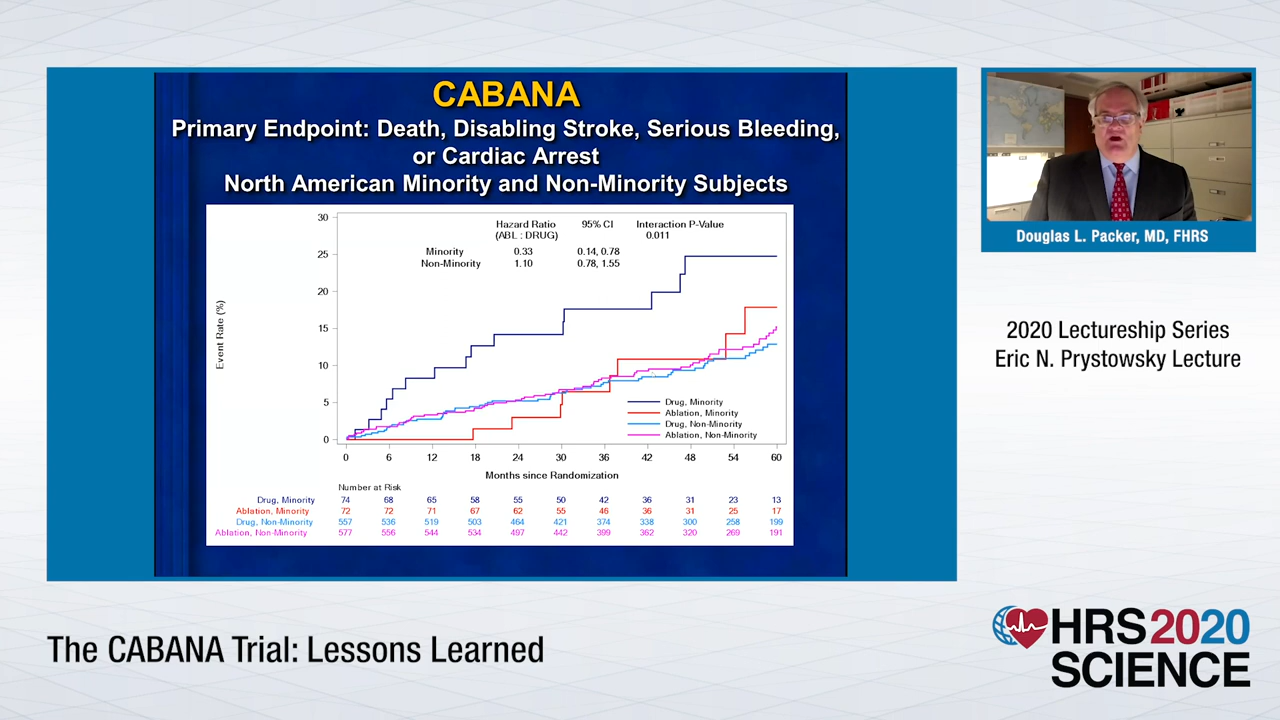 CABANA
Primary Endpoint: Death, Disabling Stroke, Serious Bleeding,
or Cardiac Arrest
North American Minority and Non-Minority Subjects
Hazard Ratio 95% CI Interaction P-Value
(ABL : DRUG) 0.011
Minority 0.33 0.14, 0.78
Non-Minority 1.10 0.78, 1.55
Event Rate (%)
30
25
20
15
10
5
0
Drug, Minority
Ablation, Minority
Drug, Non-Minority
Ablation, Non-Minority
0 6 12 18 24 30 36 42 48 54 60
Months since Randomization
Number at Risk
Drug, Minority 74 68 65 58 55 50 42 36 31 23 13
Ablation, Minority 72 72 71 67 62 55 46 36 31 25 17
Drug, Non-Minority 557 536 519 503 464 421 374 338 300 258 199
Ablation, Non-Minority 577 556 544 534 497 442 399 362 320 269 191
Douglas L. Packer, MD, FHRS
2020 Lectureship Series
Eric N. Prystowsky Lecture
The CABANA Trial: Lessons Learned
HRS2020
SCIENCE